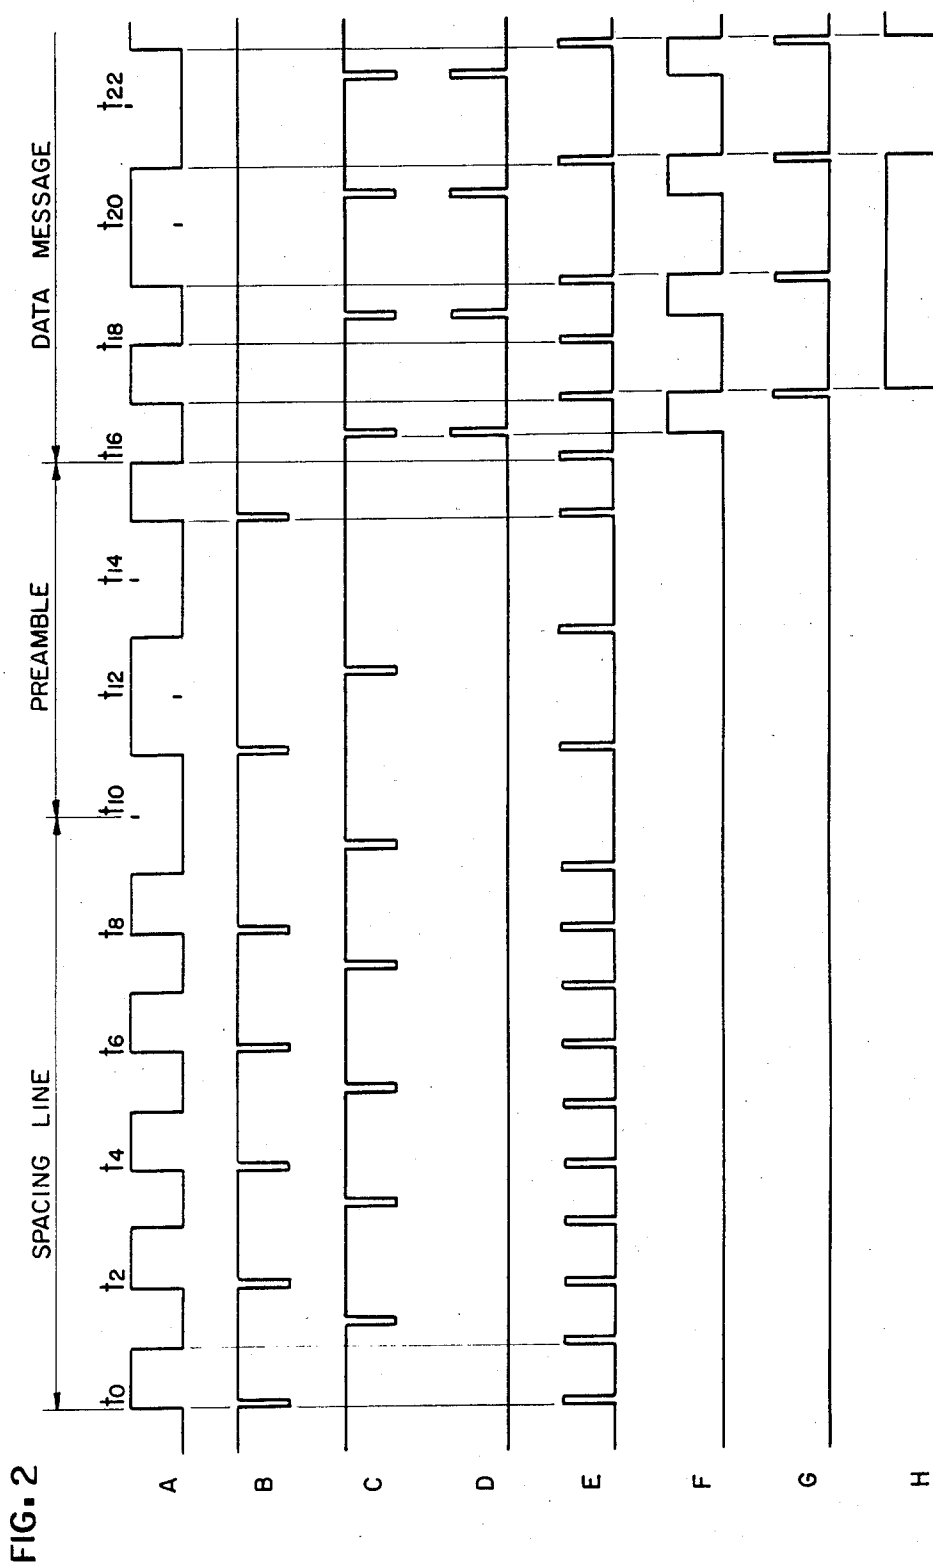 FIG. 2
SPACING LINE
PREAMBLE
DATA MESSAGE
t0 t2 t4 t6 t8 t10 t12 t14 t16 t18 t20 t22
A
B
C
D
E
F
G
H